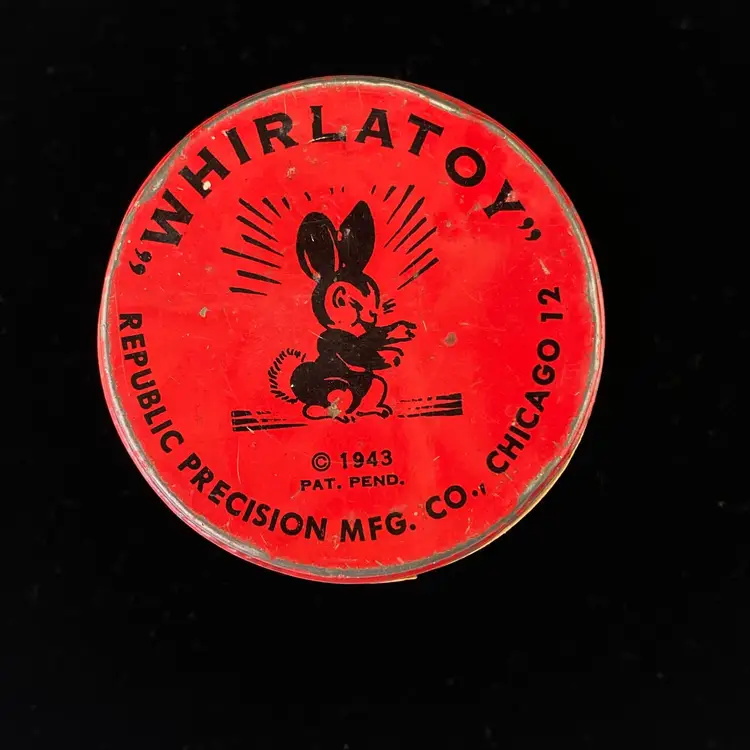 “WHIRLATOY”
© 1943
PAT. PEND.
REPUBLIC PRECISION MFG. CO., CHICAGO 12